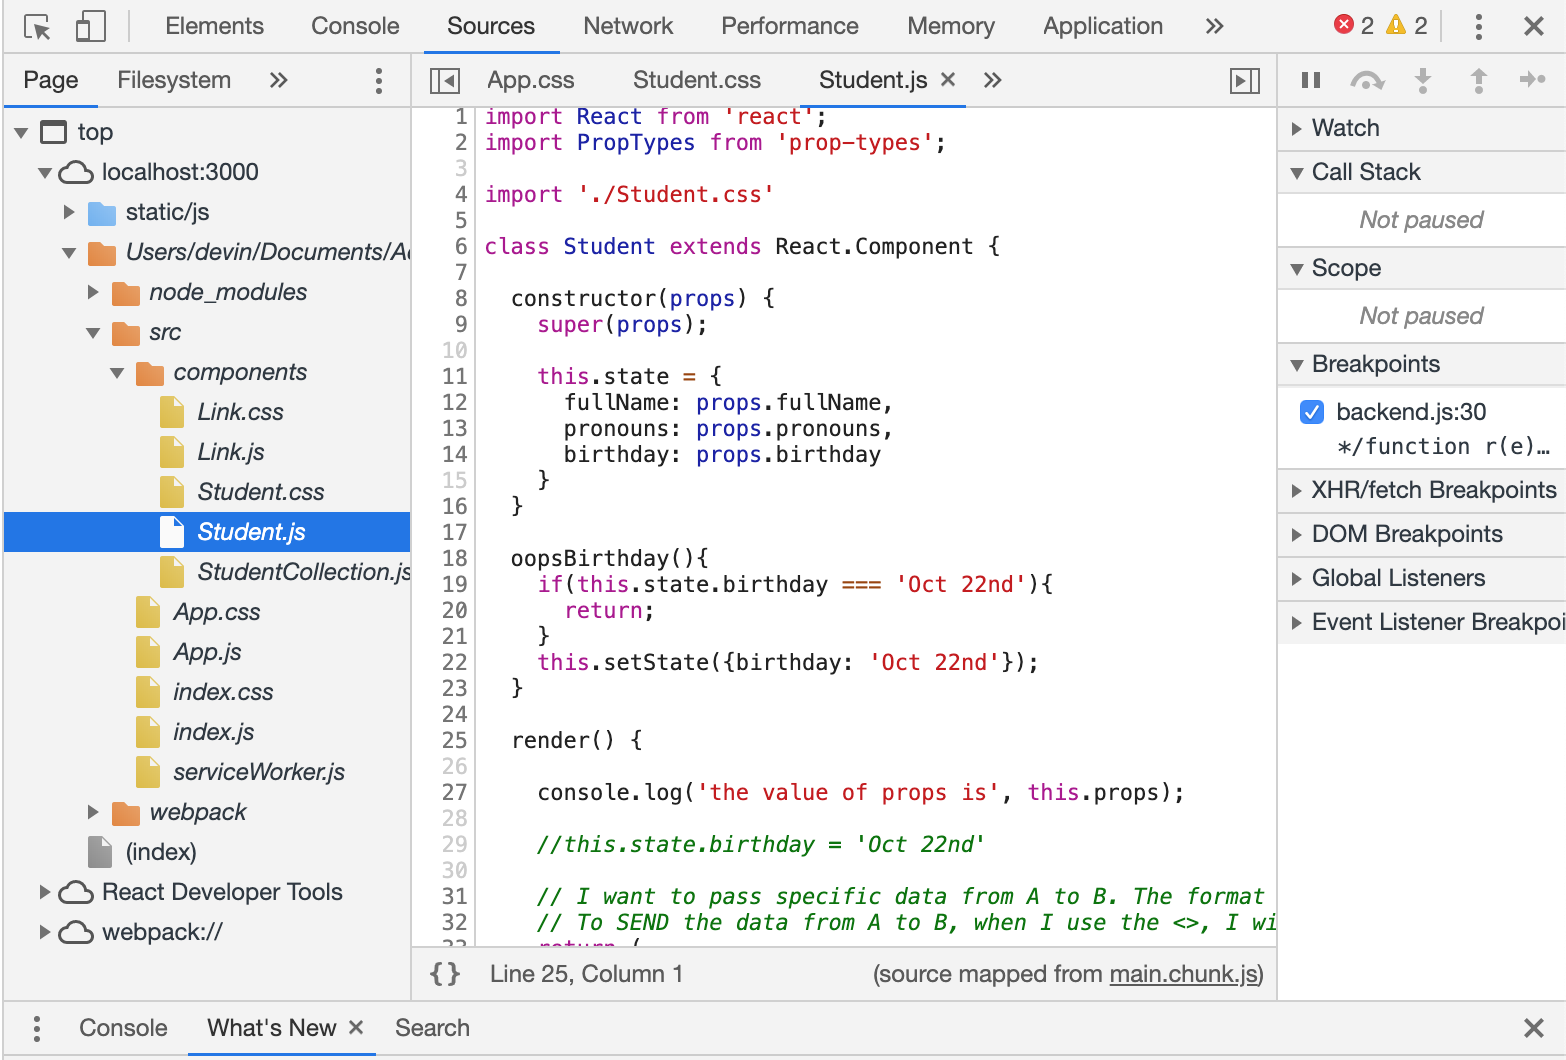 Elements Console Sources Network Performance Memory Application » 2 2
Page Filesystem »
App.css Student.css Student.js × »
top
localhost:3000
static/js
Users/devin/Documents/A
node_modules
src
components
Link.css
Link.js
Student.css
Student.js
StudentCollection.js
App.css
App.js
index.css
index.js
serviceWorker.js
webpack
(index)
React Developer Tools
webpack://
1 import React from 'react';
2 import PropTypes from 'prop-types';
3
4 import './Student.css'
5
6 class Student extends React.Component {
7
8 constructor(props) {
9 super(props);
10
11 this.state = {
12 fullName: props.fullName,
13 pronouns: props.pronouns,
14 birthday: props.birthday
15 }
16 }
17
18 oopsBirthday(){
19 if(this.state.birthday === 'Oct 22nd'){
20 return;
21 }
22 this.setState({birthday: 'Oct 22nd'});
23 }
24
25 render() {
26
27 console.log('the value of props is', this.props);
28
29 //this.state.birthday = 'Oct 22nd'
30
31 // I want to pass specific data from A to B. The format
32 // To SEND the data from A to B, when I use the <>, I wi
33 return (
{} Line 25, Column 1 (source mapped from main.chunk.js)
Watch
Call Stack
Not paused
Scope
Not paused
Breakpoints
backend.js:30
*/function r(e)…
XHR/fetch Breakpoints
DOM Breakpoints
Global Listeners
Event Listener Breakpoi
Console What's New × Search